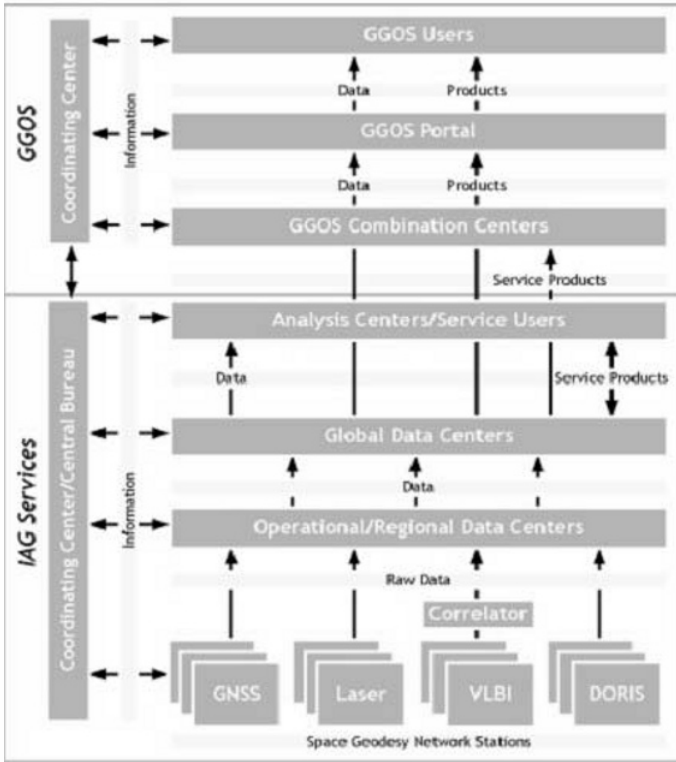 GGOS
Coordinating Center
Information
GGOS Users
Data
Products
GGOS Portal
Data
Products
GGOS Combination Centers
Service Products
IAG Services
Coordinating Center/Central Bureau
Information
Analysis Centers/Service Users
Data
Service Products
Global Data Centers
Data
Operational/Regional Data Centers
Raw Data
Correlator
GNSS
Laser
VLBI
DORIS
Space Geodesy Network Stations